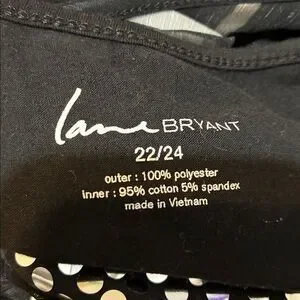 lane BRYANT
22/24
outer : 100% polyester
inner : 95% cotton 5% spandex
made in Vietnam